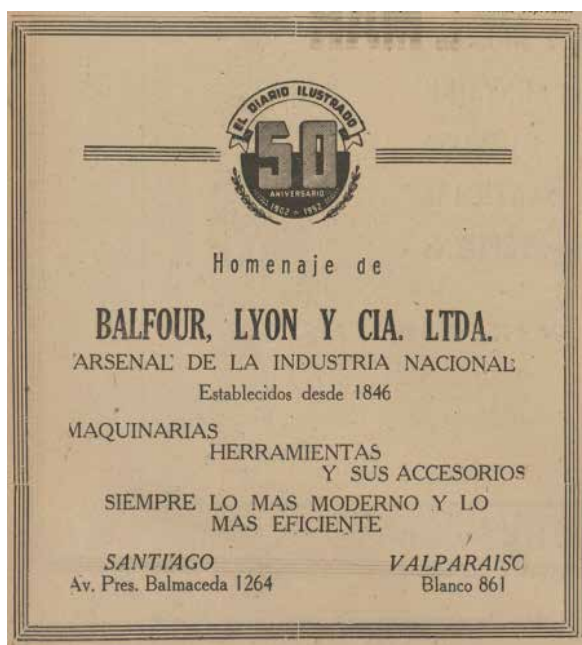 EL DIARIO ILUSTRADO
50
ANIVERSARIO
1902 - 1952
Homenaje de
BALFOUR, LYON Y CIA. LTDA.
"ARSENAL" DE LA INDUSTRIA NACIONAL
Establecidos desde 1846
MAQUINARIAS
HERRAMIENTAS
Y SUS ACCESORIOS
SIEMPRE LO MAS MODERNO Y LO
MAS EFICIENTE
SANTIAGO
Av. Pres. Balmaceda 1264
VALPARAISO
Blanco 861